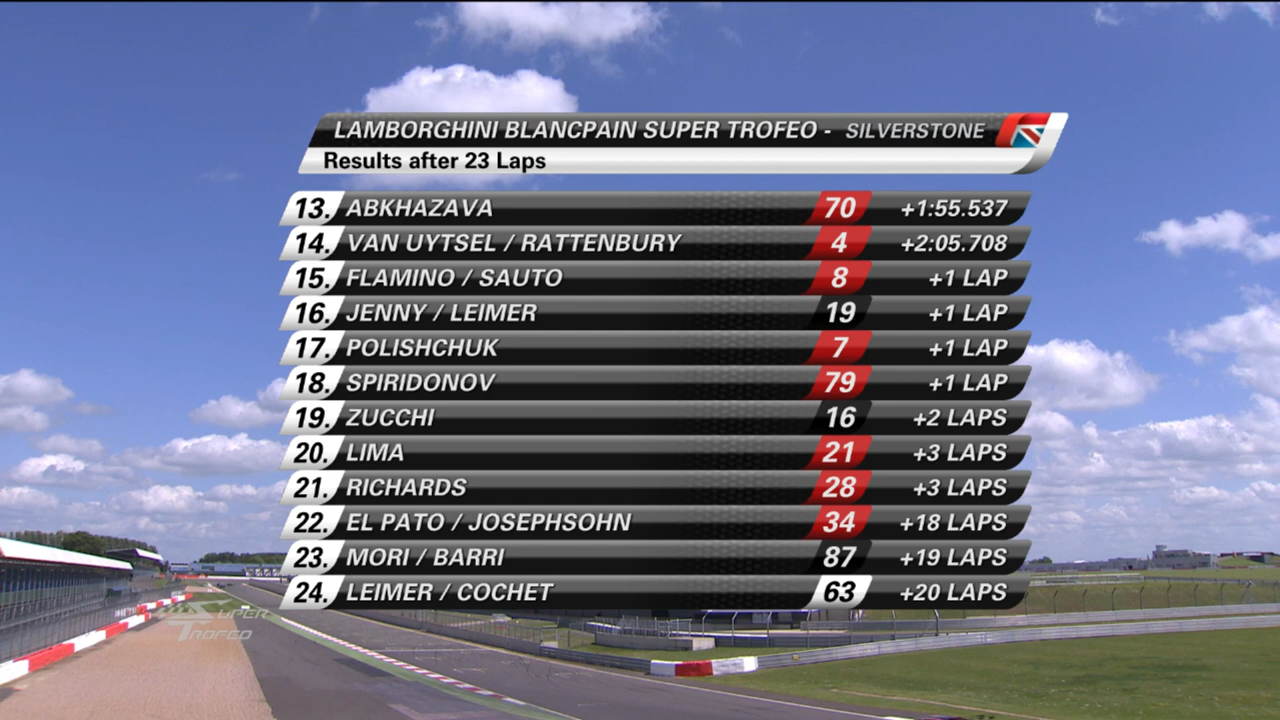 LAMBORGHINI BLANCPAIN SUPER TROFEO - SILVERSTONE
Results after 23 Laps
13. ABKHAZAVA 70 +1:55.537
14. VAN UYTSEL / RATTENBURY 4 +2:05.708
15. FLAMINO / SAUTO 8 +1 LAP
16. JENNY / LEIMER 19 +1 LAP
17. POLISHCHUK 7 +1 LAP
18. SPIRIDONOV 79 +1 LAP
19. ZUCCHI 16 +2 LAPS
20. LIMA 21 +3 LAPS
21. RICHARDS 28 +3 LAPS
22. EL PATO / JOSEPHSOHN 34 +18 LAPS
23. MORI / BARRI 87 +19 LAPS
24. LEIMER / COCHET 63 +20 LAPS
SUPER
TROFEO